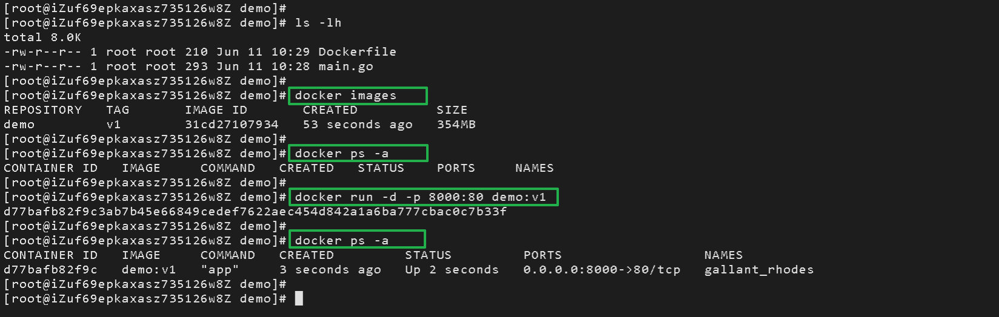 [root@iZuf69epkaxasz735126w8Z demo]#
[root@iZuf69epkaxasz735126w8Z demo]# ls -lh
total 8.0K
-rw-r--r-- 1 root root 210 Jun 11 10:29 Dockerfile
-rw-r--r-- 1 root root 293 Jun 11 10:28 main.go
[root@iZuf69epkaxasz735126w8Z demo]#
[root@iZuf69epkaxasz735126w8Z demo]# docker images
REPOSITORY   TAG       IMAGE ID       CREATED          SIZE
demo         v1        31cd27107934   53 seconds ago   354MB
[root@iZuf69epkaxasz735126w8Z demo]#
[root@iZuf69epkaxasz735126w8Z demo]# docker ps -a
CONTAINER ID   IMAGE     COMMAND   CREATED   STATUS    PORTS     NAMES
[root@iZuf69epkaxasz735126w8Z demo]#
[root@iZuf69epkaxasz735126w8Z demo]# docker run -d -p 8000:80 demo:v1
d77bafb82f9c3ab7b45e66849cedef7622aec454d842a1a6ba777cbac0c7b33f
[root@iZuf69epkaxasz735126w8Z demo]#
[root@iZuf69epkaxasz735126w8Z demo]# docker ps -a
CONTAINER ID   IMAGE     COMMAND   CREATED         STATUS         PORTS                  NAMES
d77bafb82f9c   demo:v1   "app"     3 seconds ago   Up 2 seconds   0.0.0.0:8000->80/tcp   gallant_rhodes
[root@iZuf69epkaxasz735126w8Z demo]#
[root@iZuf69epkaxasz735126w8Z demo]#